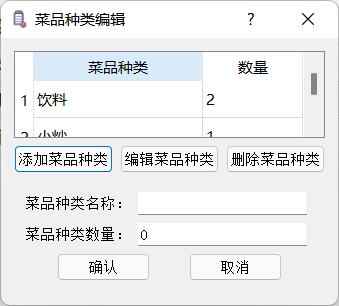 菜品种类编辑 ?
菜品种类 数量
1 饮料 2
2 小炒 1
添加菜品种类 编辑菜品种类 删除菜品种类
菜品种类名称：
菜品种类数量： 0
确认 取消